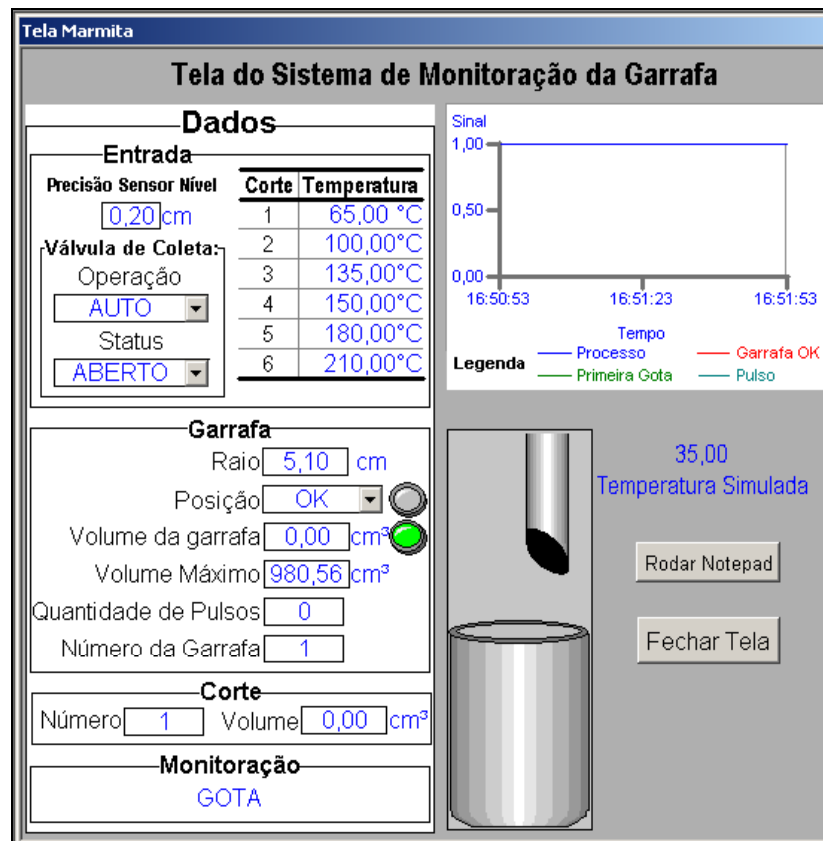 Tela Marmita
Tela do Sistema de Monitoração da Garrafa
Dados
Entrada
Precisão Sensor Nível
0,20 cm
Válvula de Coleta:
Operação
AUTO
Status
ABERTO
Corte Temperatura
1 65,00 °C
2 100,00°C
3 135,00°C
4 150,00°C
5 180,00°C
6 210,00°C
Garrafa
Raio 5,10 cm
Posição OK
Volume da garrafa 0,00 cm³
Volume Máximo 980,56 cm³
Quantidade de Pulsos 0
Número da Garrafa 1
Corte
Número 1 Volume 0,00 cm³
Monitoração
GOTA
Sinal
1,00
0,50
0,00
16:50:53 16:51:23 16:51:53
Tempo
Legenda
Processo Garrafa OK
Primeira Gota Pulso
35,00
Temperatura Simulada
Rodar Notepad
Fechar Tela